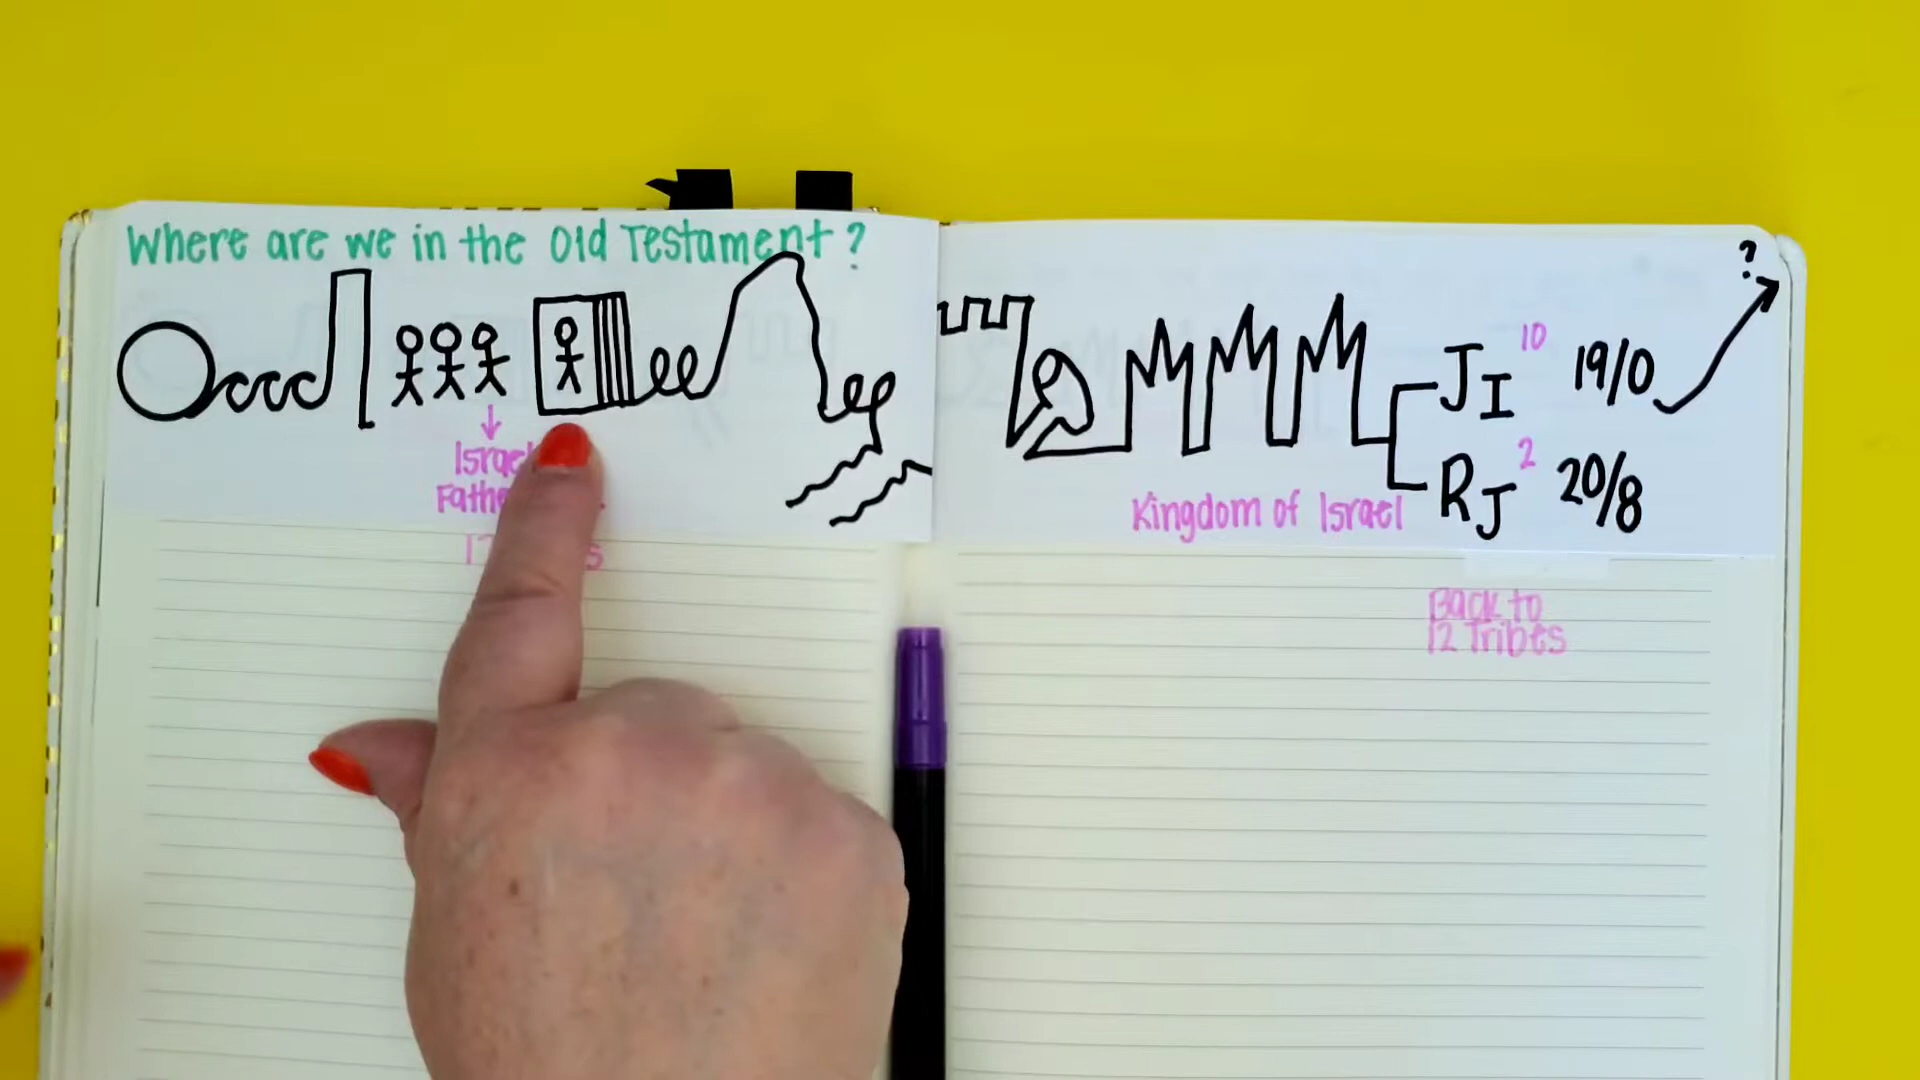 Where are we in the Old Testament?
?
JI 10 19/0
RJ 2 20/8
Kingdom of Israel
Back to
12 Tribes